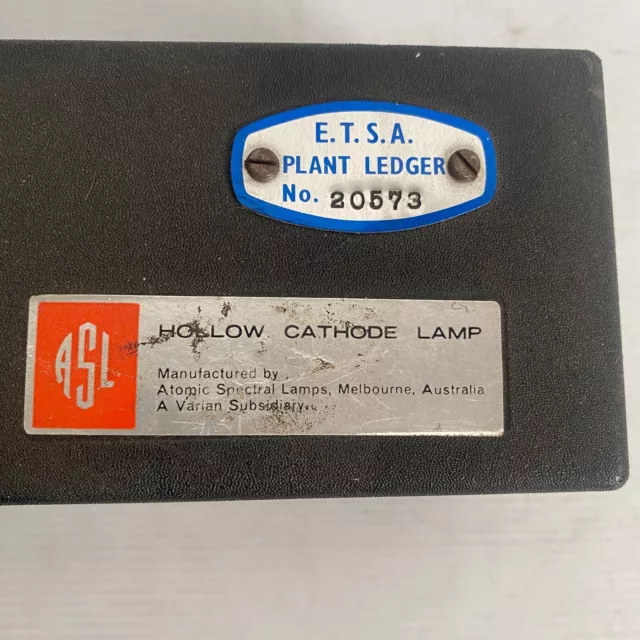 E.T.S.A.
PLANT LEDGER
No. 20573
ASL
HOLLOW CATHODE LAMP
Manufactured by
Atomic Spectral Lamps, Melbourne, Australia
A Varian Subsidiary